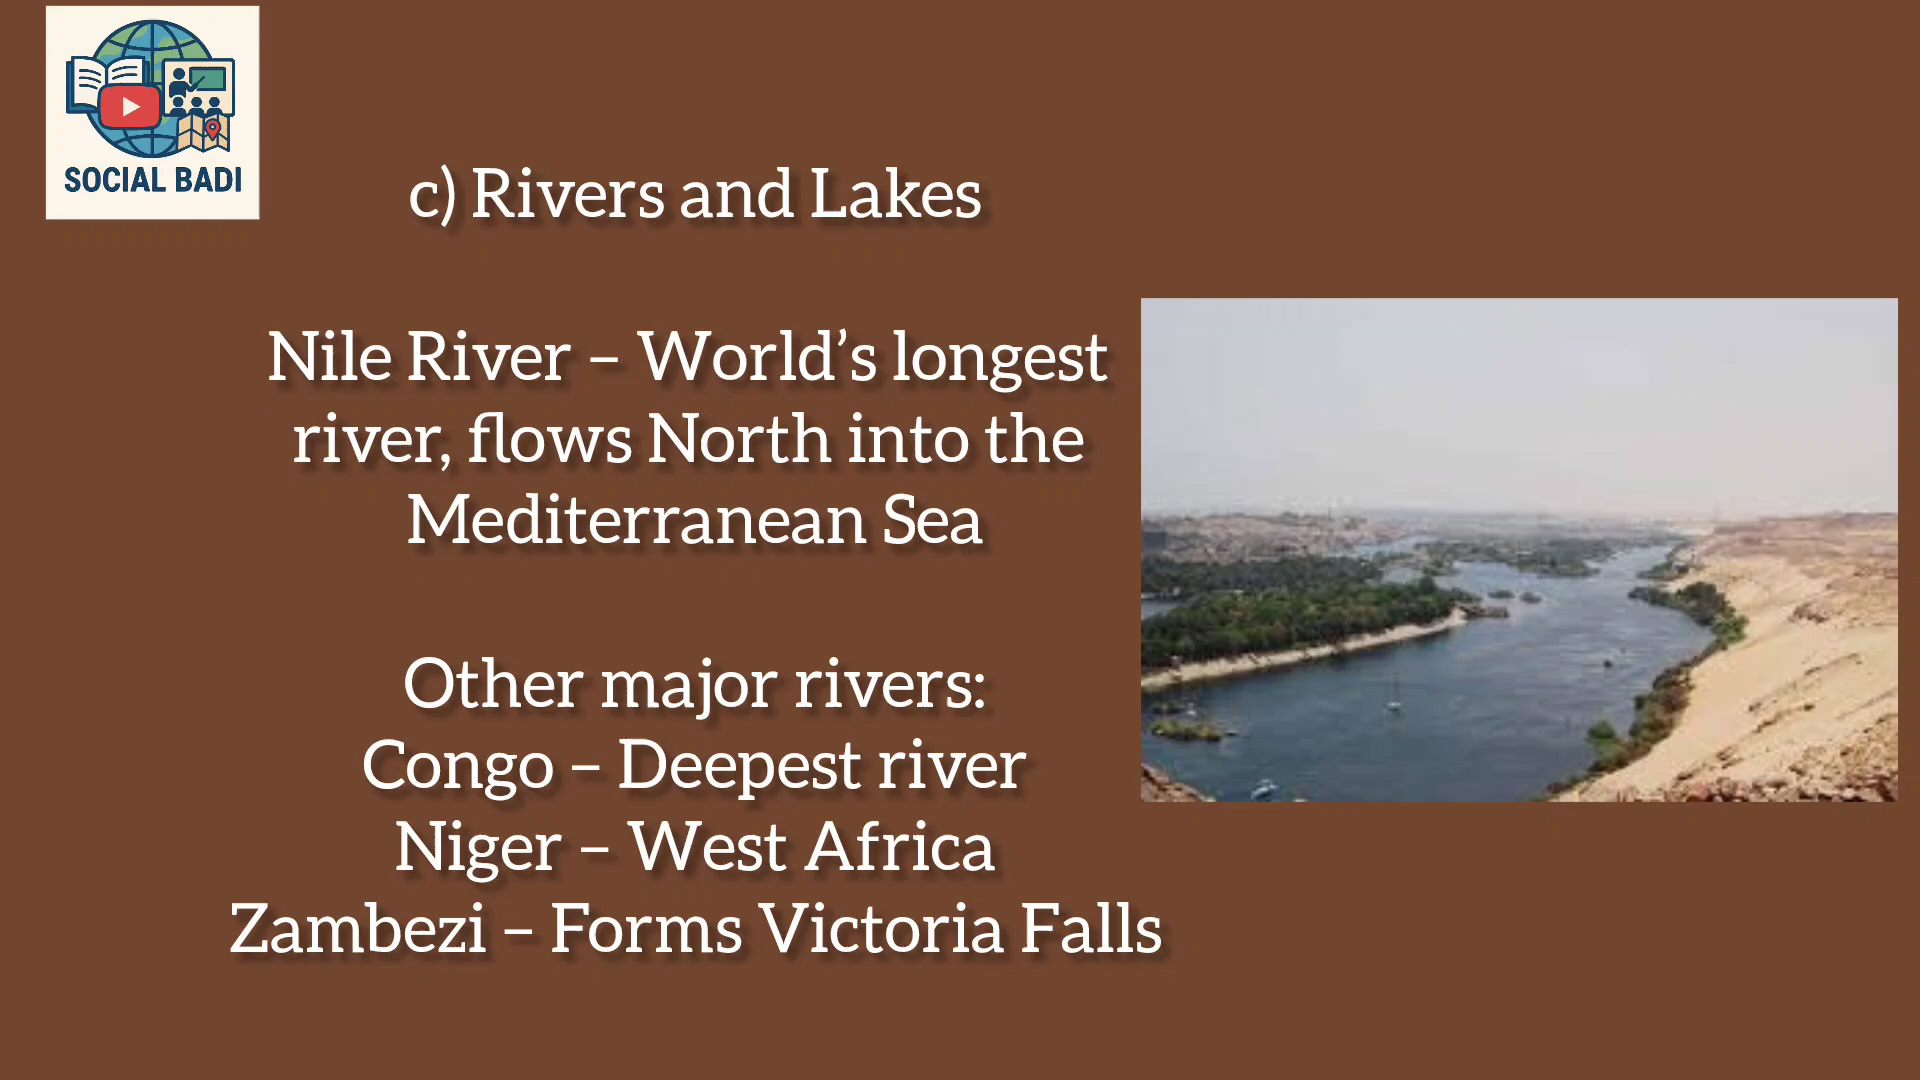 SOCIAL BADI
c) Rivers and Lakes
Nile River – World’s longest
river, flows North into the
Mediterranean Sea
Other major rivers:
Congo – Deepest river
Niger – West Africa
Zambezi – Forms Victoria Falls